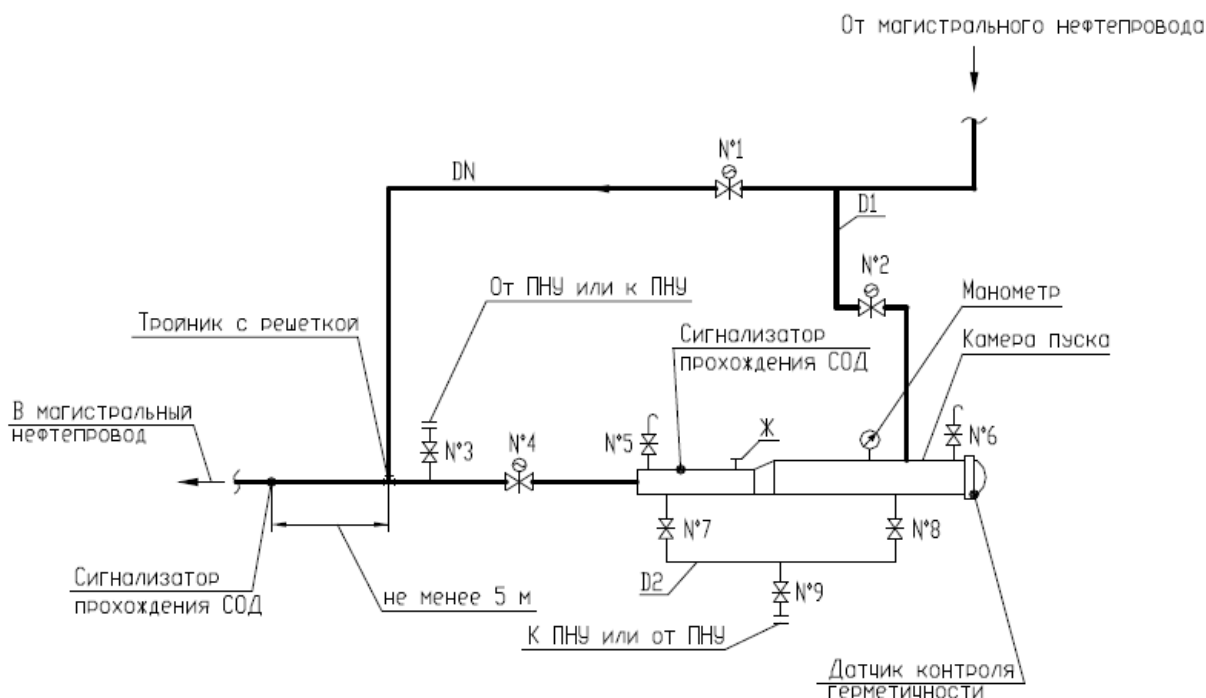 От магистрального нефтепровода
N°1
DN
D1
N°2
От ПНУ или к ПНУ
Манометр
Тройник с решеткой
Сигнализатор
прохождения СОД
Камера пуска
В магистральный
нефтепровод
N°3
N°4
N°5
Ж
N°6
N°7
N°8
Сигнализатор
прохождения СОД
не менее 5 м
D2
N°9
К ПНУ или от ПНУ
Датчик контроля
герметичности